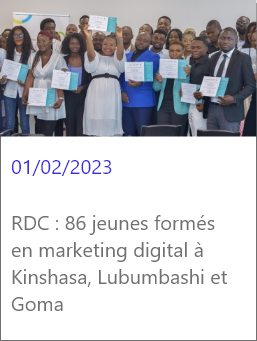 01/02/2023
RDC : 86 jeunes formés
en marketing digital à
Kinshasa, Lubumbashi et
Goma